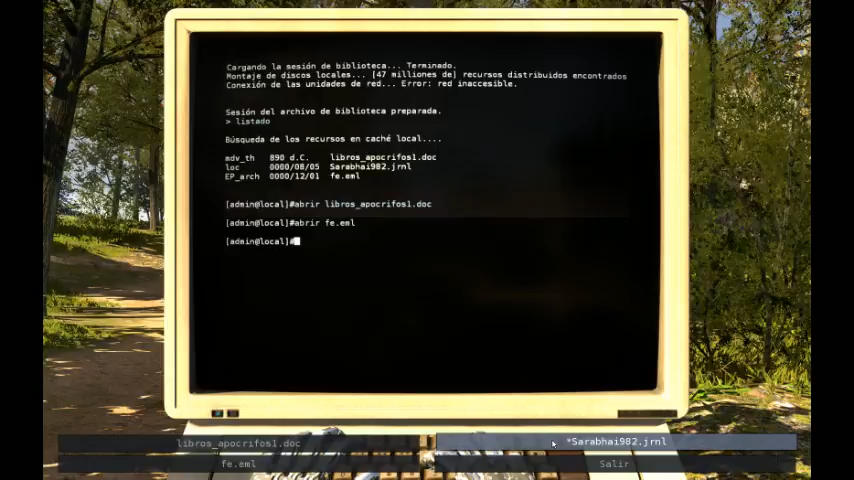 Cargando la sesión de biblioteca... Terminado.
Montaje de discos locales... [47 milliones de] recursos distribuidos encontrados
Conexión de las unidades de red... Error: red inaccesible.
Sesión del archivo de biblioteca preparada.
> listado
Búsqueda de los recursos en caché local....
mdv_th 890 d.C. libros_apocrifos1.doc
loc 0000/08/05 Sarabhai982.jrnl
EP_arch 0000/12/01 fe.eml
[admin@local]#abrir libros_apocrifos1.doc
[admin@local]#abrir fe.eml
[admin@local]#
libros_apocrifos1.doc *Sarabhai982.jrnl
fe.eml Salir